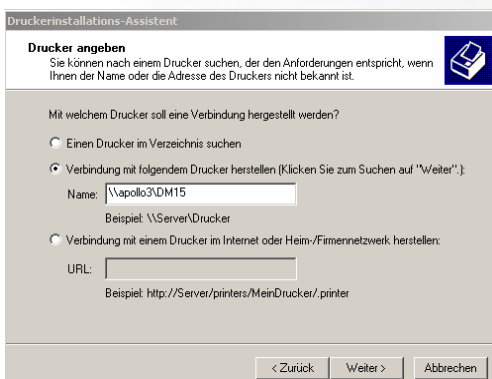 Druckerinstallations-Assistent
Drucker angeben
Sie können nach einem Drucker suchen, der den Anforderungen entspricht, wenn
Ihnen der Name oder die Adresse des Druckers nicht bekannt ist.
Mit welchem Drucker soll eine Verbindung hergestellt werden?
Einen Drucker im Verzeichnis suchen
Verbindung mit folgendem Drucker herstellen (Klicken Sie zum Suchen auf "Weiter".):
Name: \\apollo3\DM15
Beispiel: \\Server\Drucker
Verbindung mit einem Drucker im Internet oder Heim-/Firmennetzwerk herstellen:
URL:
Beispiel: http://Server/printers/MeinDrucker/.printer
< Zurück Weiter > Abbrechen